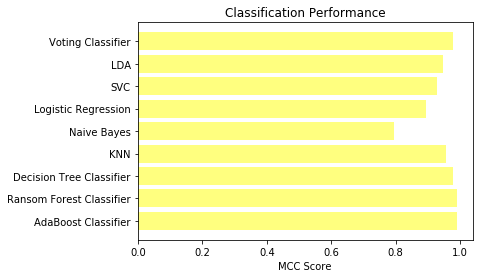 Classification Performance
Voting Classifier
LDA
SVC
Logistic Regression
Naive Bayes
KNN
Decision Tree Classifier
Ransom Forest Classifier
AdaBoost Classifier
0.0 0.2 0.4 0.6 0.8 1.0
MCC Score